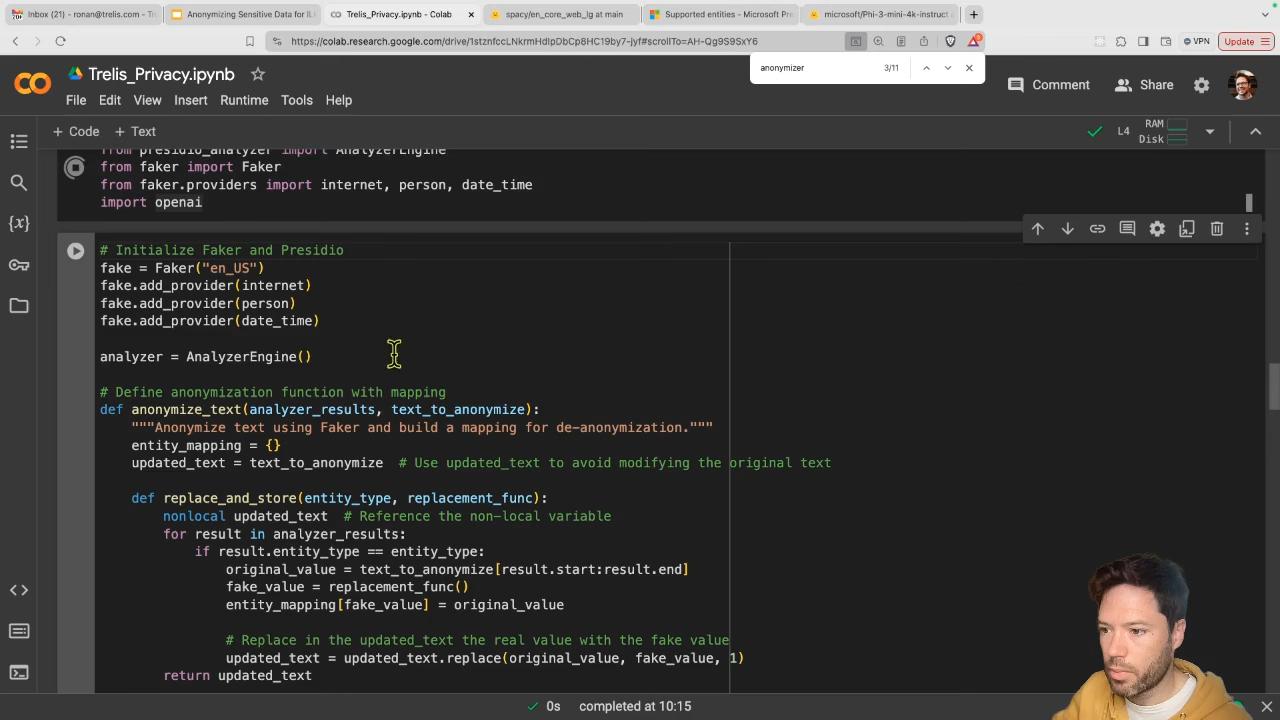 Inbox (21) - ronan@trelis.com -
Anonymizing Sensitive Data for LL
Trelis_Privacy.ipynb - Colab
spacy/en_core_web_lg at main
Supported entities - Microsoft Pre
microsoft/Phi-3-mini-4k-instruct
https://colab.research.google.com/drive/1stznfccLNkrmHdlpDbCp8HC19by7-jyf#scrollTo=AH-Qg9S9SxY6
VPN
Update
anonymizer
3/11
Trelis_Privacy.ipynb
File Edit View Insert Runtime Tools Help
Comment
Share
+ Code + Text
L4
RAM
Disk
from presidio_analyzer import AnalyzerEngine
from faker import Faker
from faker.providers import internet, person, date_time
import openai
# Initialize Faker and Presidio
fake = Faker("en_US")
fake.add_provider(internet)
fake.add_provider(person)
fake.add_provider(date_time)
analyzer = AnalyzerEngine()
# Define anonymization function with mapping
def anonymize_text(analyzer_results, text_to_anonymize):
"""Anonymize text using Faker and build a mapping for de-anonymization."""
entity_mapping = {}
updated_text = text_to_anonymize # Use updated_text to avoid modifying the original text
def replace_and_store(entity_type, replacement_func):
nonlocal updated_text # Reference the non-local variable
for result in analyzer_results:
if result.entity_type == entity_type:
original_value = text_to_anonymize[result.start:result.end]
fake_value = replacement_func()
entity_mapping[fake_value] = original_value
# Replace in the updated_text the real value with the fake value
updated_text = updated_text.replace(original_value, fake_value, 1)
return updated_text
0s completed at 10:15